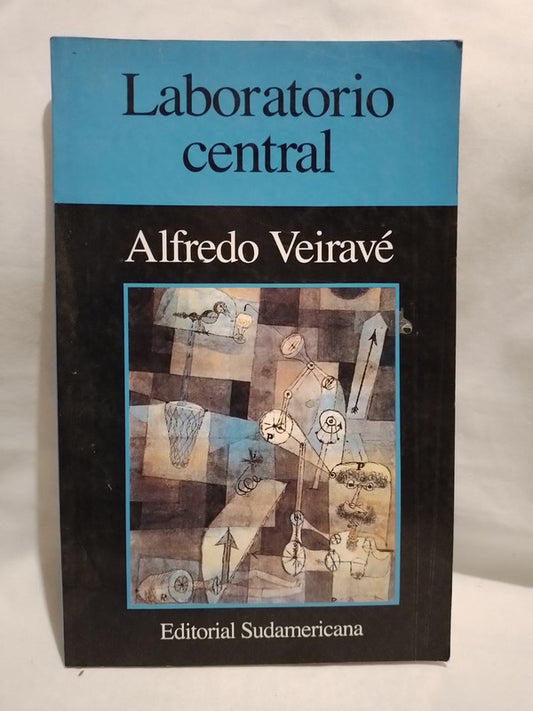 Laboratorio
central
Alfredo Veiravé
P
P
Editorial Sudamericana